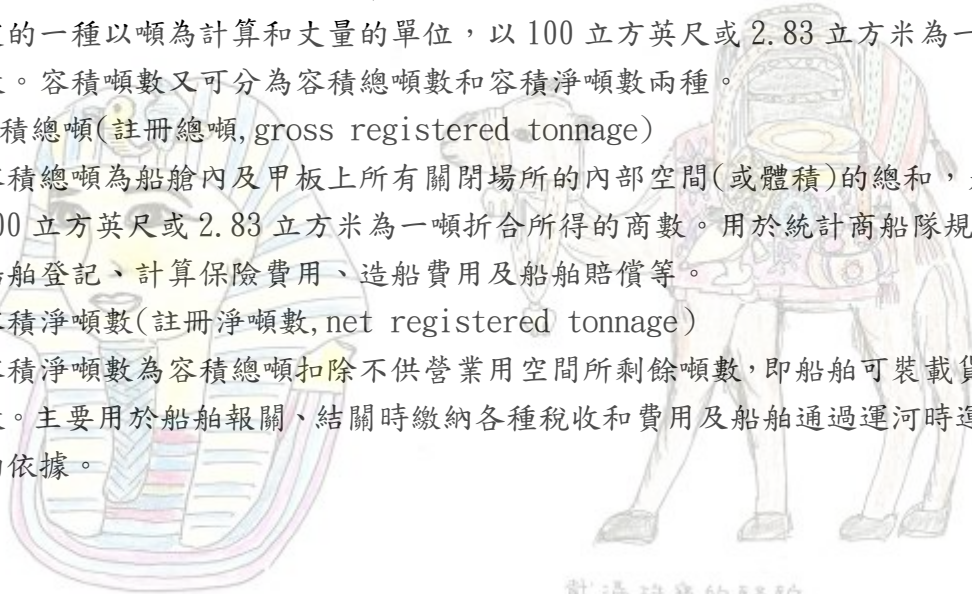 的一種以噸為計算和丈量的單位，以 100 立方英尺或 2.83 立方米為一
。容積噸數又可分為容積總噸數和容積淨噸數兩種。
積總噸(註冊總噸,gross registered tonnage)
積總噸為船艙內及甲板上所有關閉場所的內部空間(或體積)的總和，
00 立方英尺或 2.83 立方米為一噸折合所得的商數。用於統計商船隊規
舶登記、計算保險費用、造船費用及船舶賠償等。
積淨噸數(註冊淨噸數,net registered tonnage)
積淨噸數為容積總噸扣除不供營業用空間所剩餘噸數,即船舶可裝載
。主要用於船舶報關、結關時繳納各種稅收和費用及船舶通過運河時
依據。